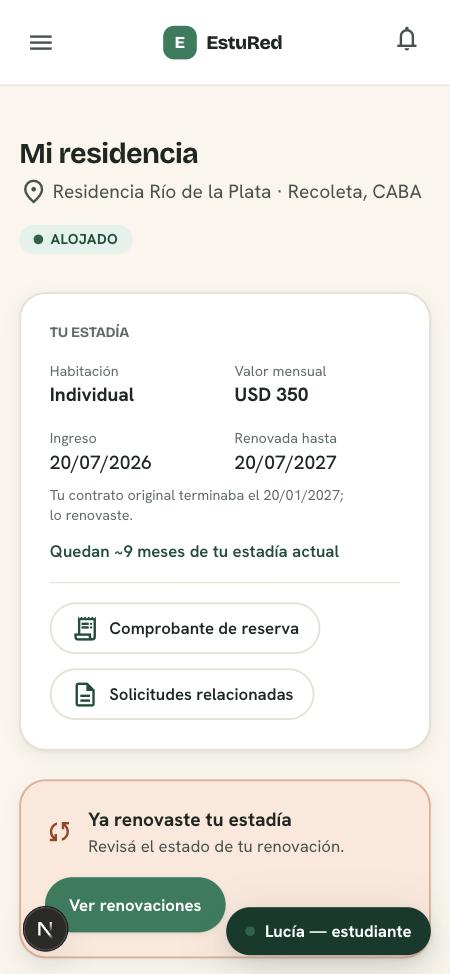 E EstuRed
Mi residencia
Residencia Río de la Plata · Recoleta, CABA
ALOJADO
TU ESTADÍA
Habitación Valor mensual
Individual USD 350
Ingreso Renovada hasta
20/07/2026 20/07/2027
Tu contrato original terminaba el 20/01/2027;
lo renovaste.
Quedan ~9 meses de tu estadía actual
Comprobante de reserva
Solicitudes relacionadas
Ya renovaste tu estadía
Revisá el estado de tu renovación.
Ver renovaciones
N Lucía — estudiante